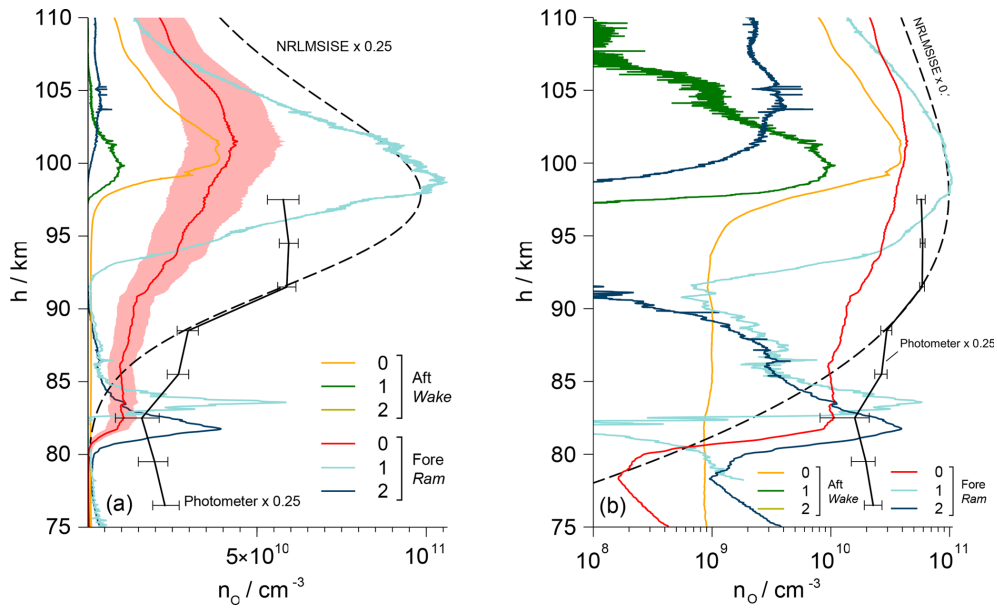 110
105
100
95
90
85
80
75
h / km
NRLMSISE x 0.25
0
1
2
Aft
Wake
0
1
2
Fore
Ram
(a)
Photometer x 0.25
5×10¹⁰
10¹¹
n_O / cm⁻³
110
105
100
95
90
85
80
75
h / km
NRLMSISE x 0.
Photometer x 0.25
0
1
2
Aft
Wake
0
1
2
Fore
Ram
(b)
10⁸
10⁹
10¹⁰
10¹¹
n_O / cm⁻³